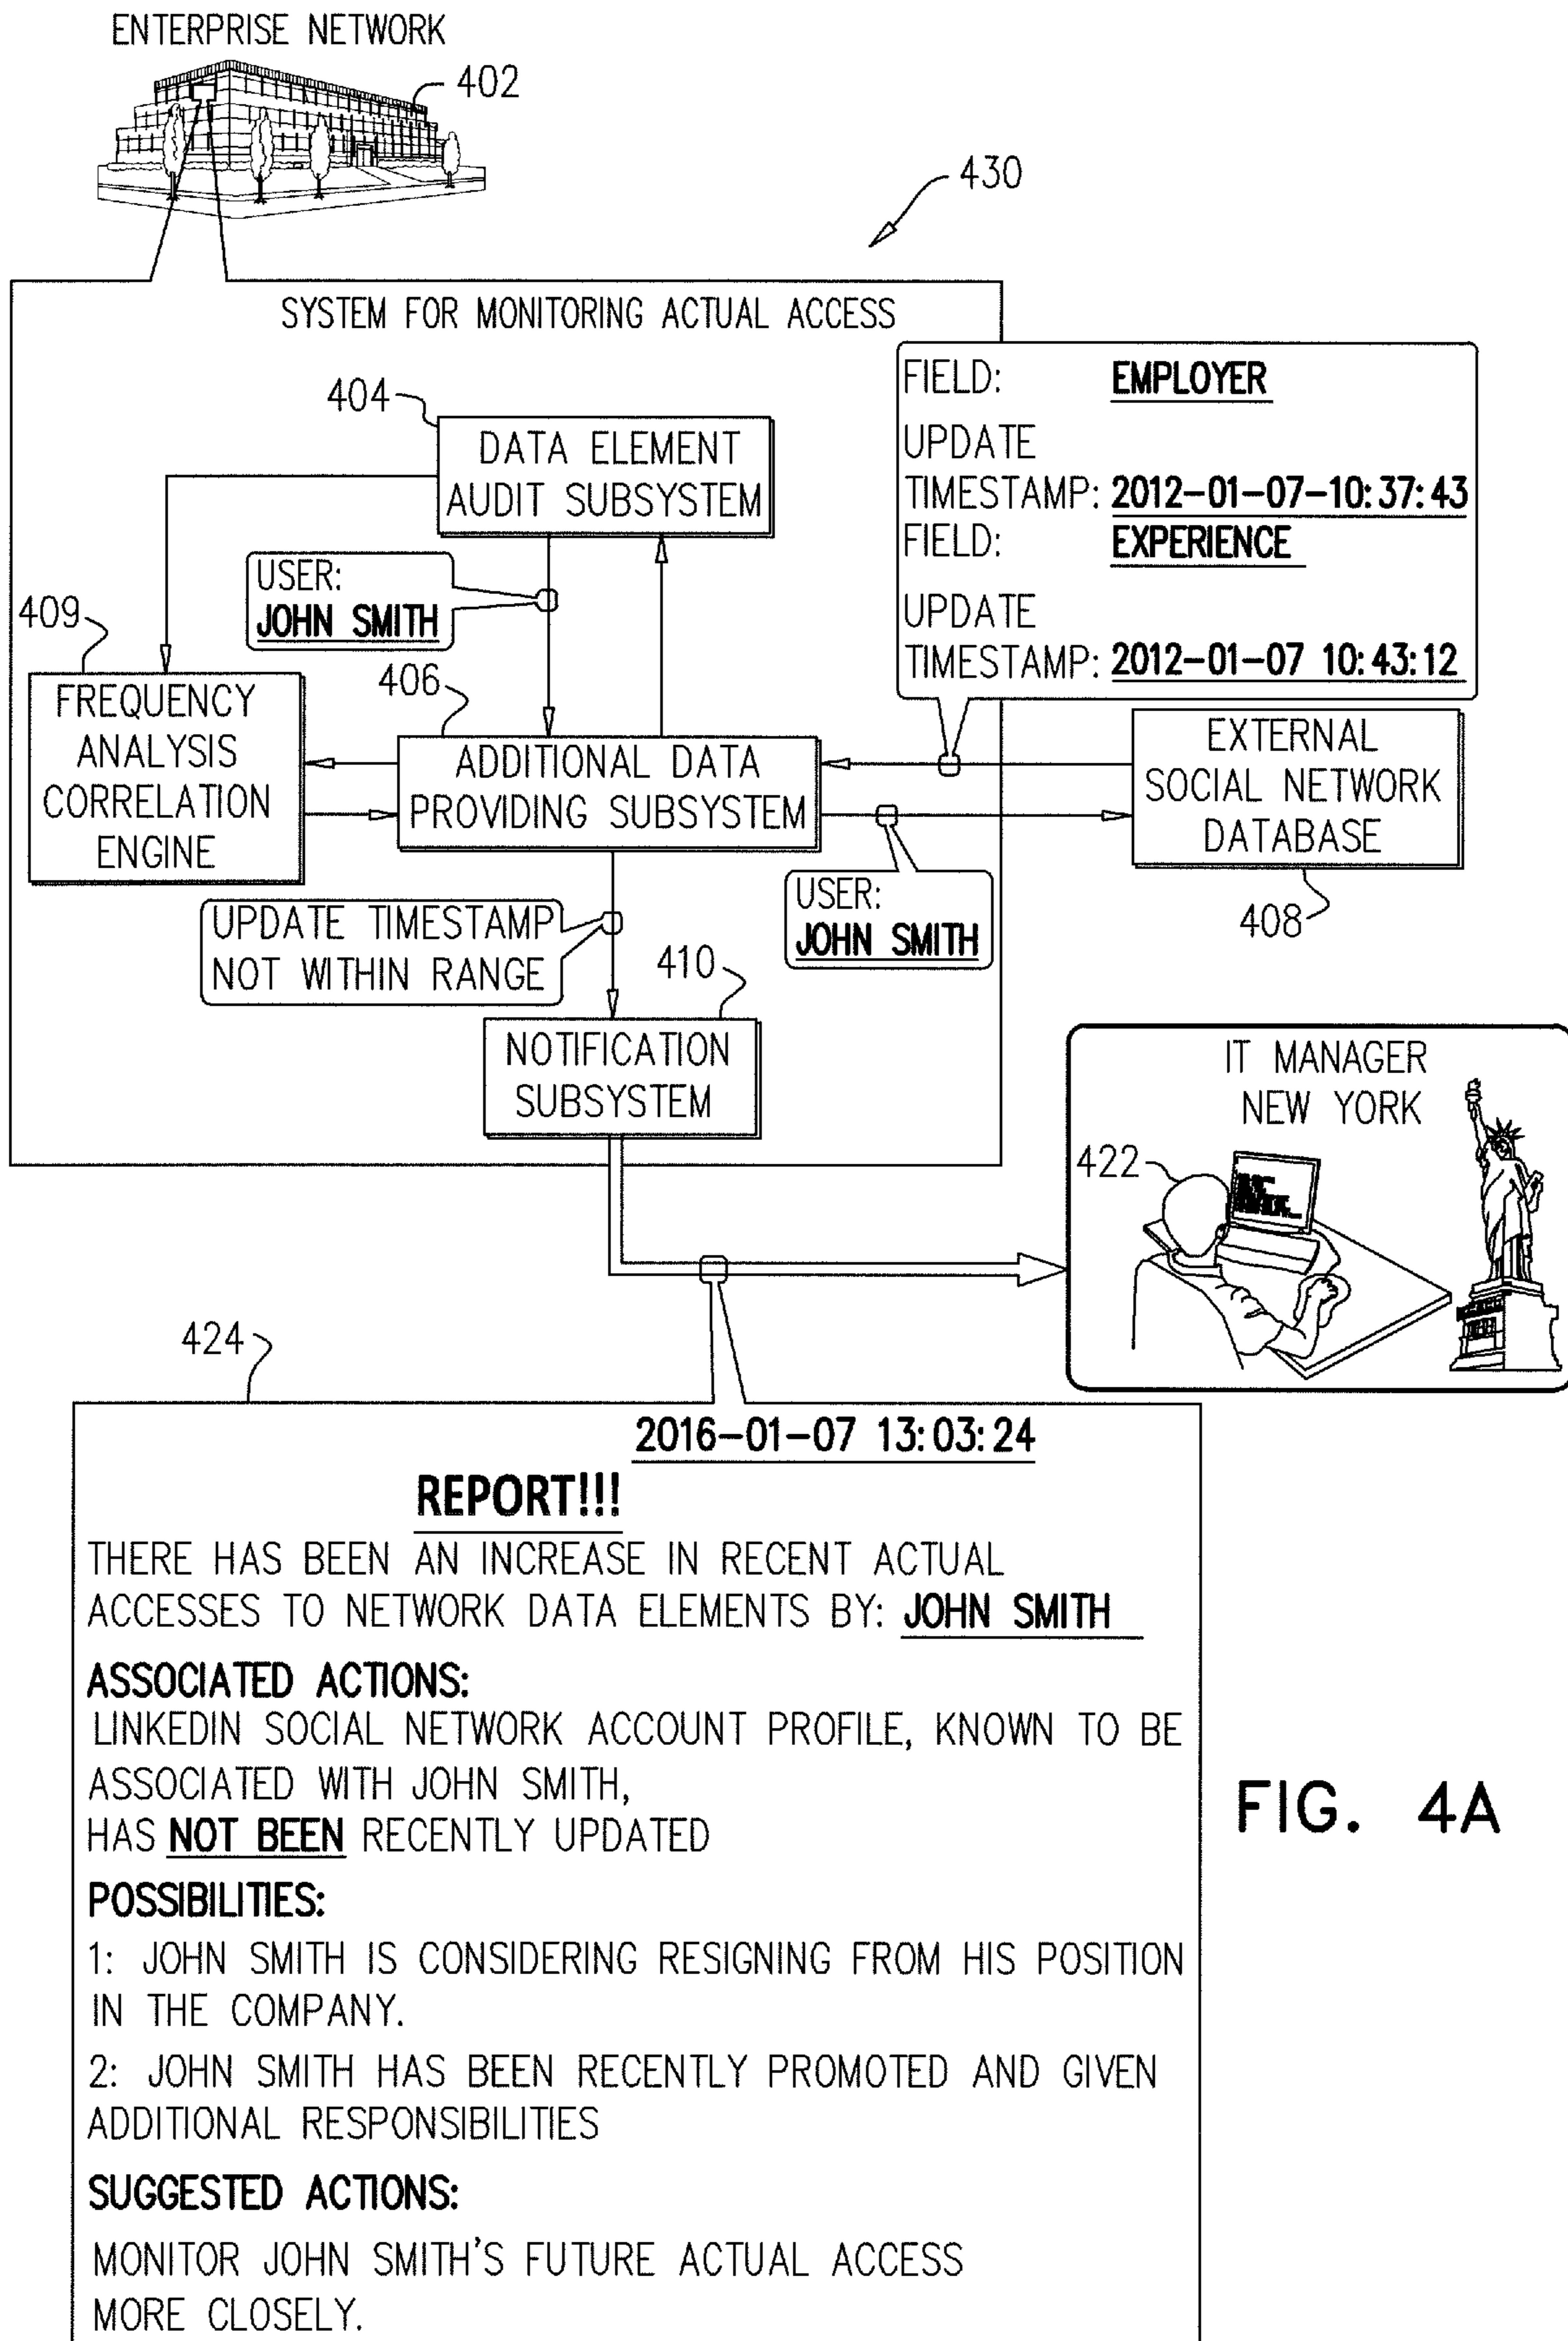 ENTERPRISE NETWORK
402
430
SYSTEM FOR MONITORING ACTUAL ACCESS
404
DATA ELEMENT
AUDIT SUBSYSTEM
FIELD: EMPLOYER
UPDATE
TIMESTAMP: 2012-01-07-10:37:43
FIELD: EXPERIENCE
UPDATE
TIMESTAMP: 2012-01-07 10:43:12
USER:
JOHN SMITH
409
FREQUENCY
ANALYSIS
CORRELATION
ENGINE
406
ADDITIONAL DATA
PROVIDING SUBSYSTEM
EXTERNAL
SOCIAL NETWORK
DATABASE
408
USER:
JOHN SMITH
UPDATE TIMESTAMP
NOT WITHIN RANGE
410
NOTIFICATION
SUBSYSTEM
IT MANAGER
NEW YORK
422
424
2016-01-07 13:03:24
REPORT!!!
THERE HAS BEEN AN INCREASE IN RECENT ACTUAL
ACCESSES TO NETWORK DATA ELEMENTS BY: JOHN SMITH
ASSOCIATED ACTIONS:
LINKEDIN SOCIAL NETWORK ACCOUNT PROFILE, KNOWN TO BE
ASSOCIATED WITH JOHN SMITH,
HAS NOT BEEN RECENTLY UPDATED
POSSIBILITIES:
1: JOHN SMITH IS CONSIDERING RESIGNING FROM HIS POSITION
IN THE COMPANY.
2: JOHN SMITH HAS BEEN RECENTLY PROMOTED AND GIVEN
ADDITIONAL RESPONSIBILITIES
SUGGESTED ACTIONS:
MONITOR JOHN SMITH'S FUTURE ACTUAL ACCESS
MORE CLOSELY.
FIG. 4A